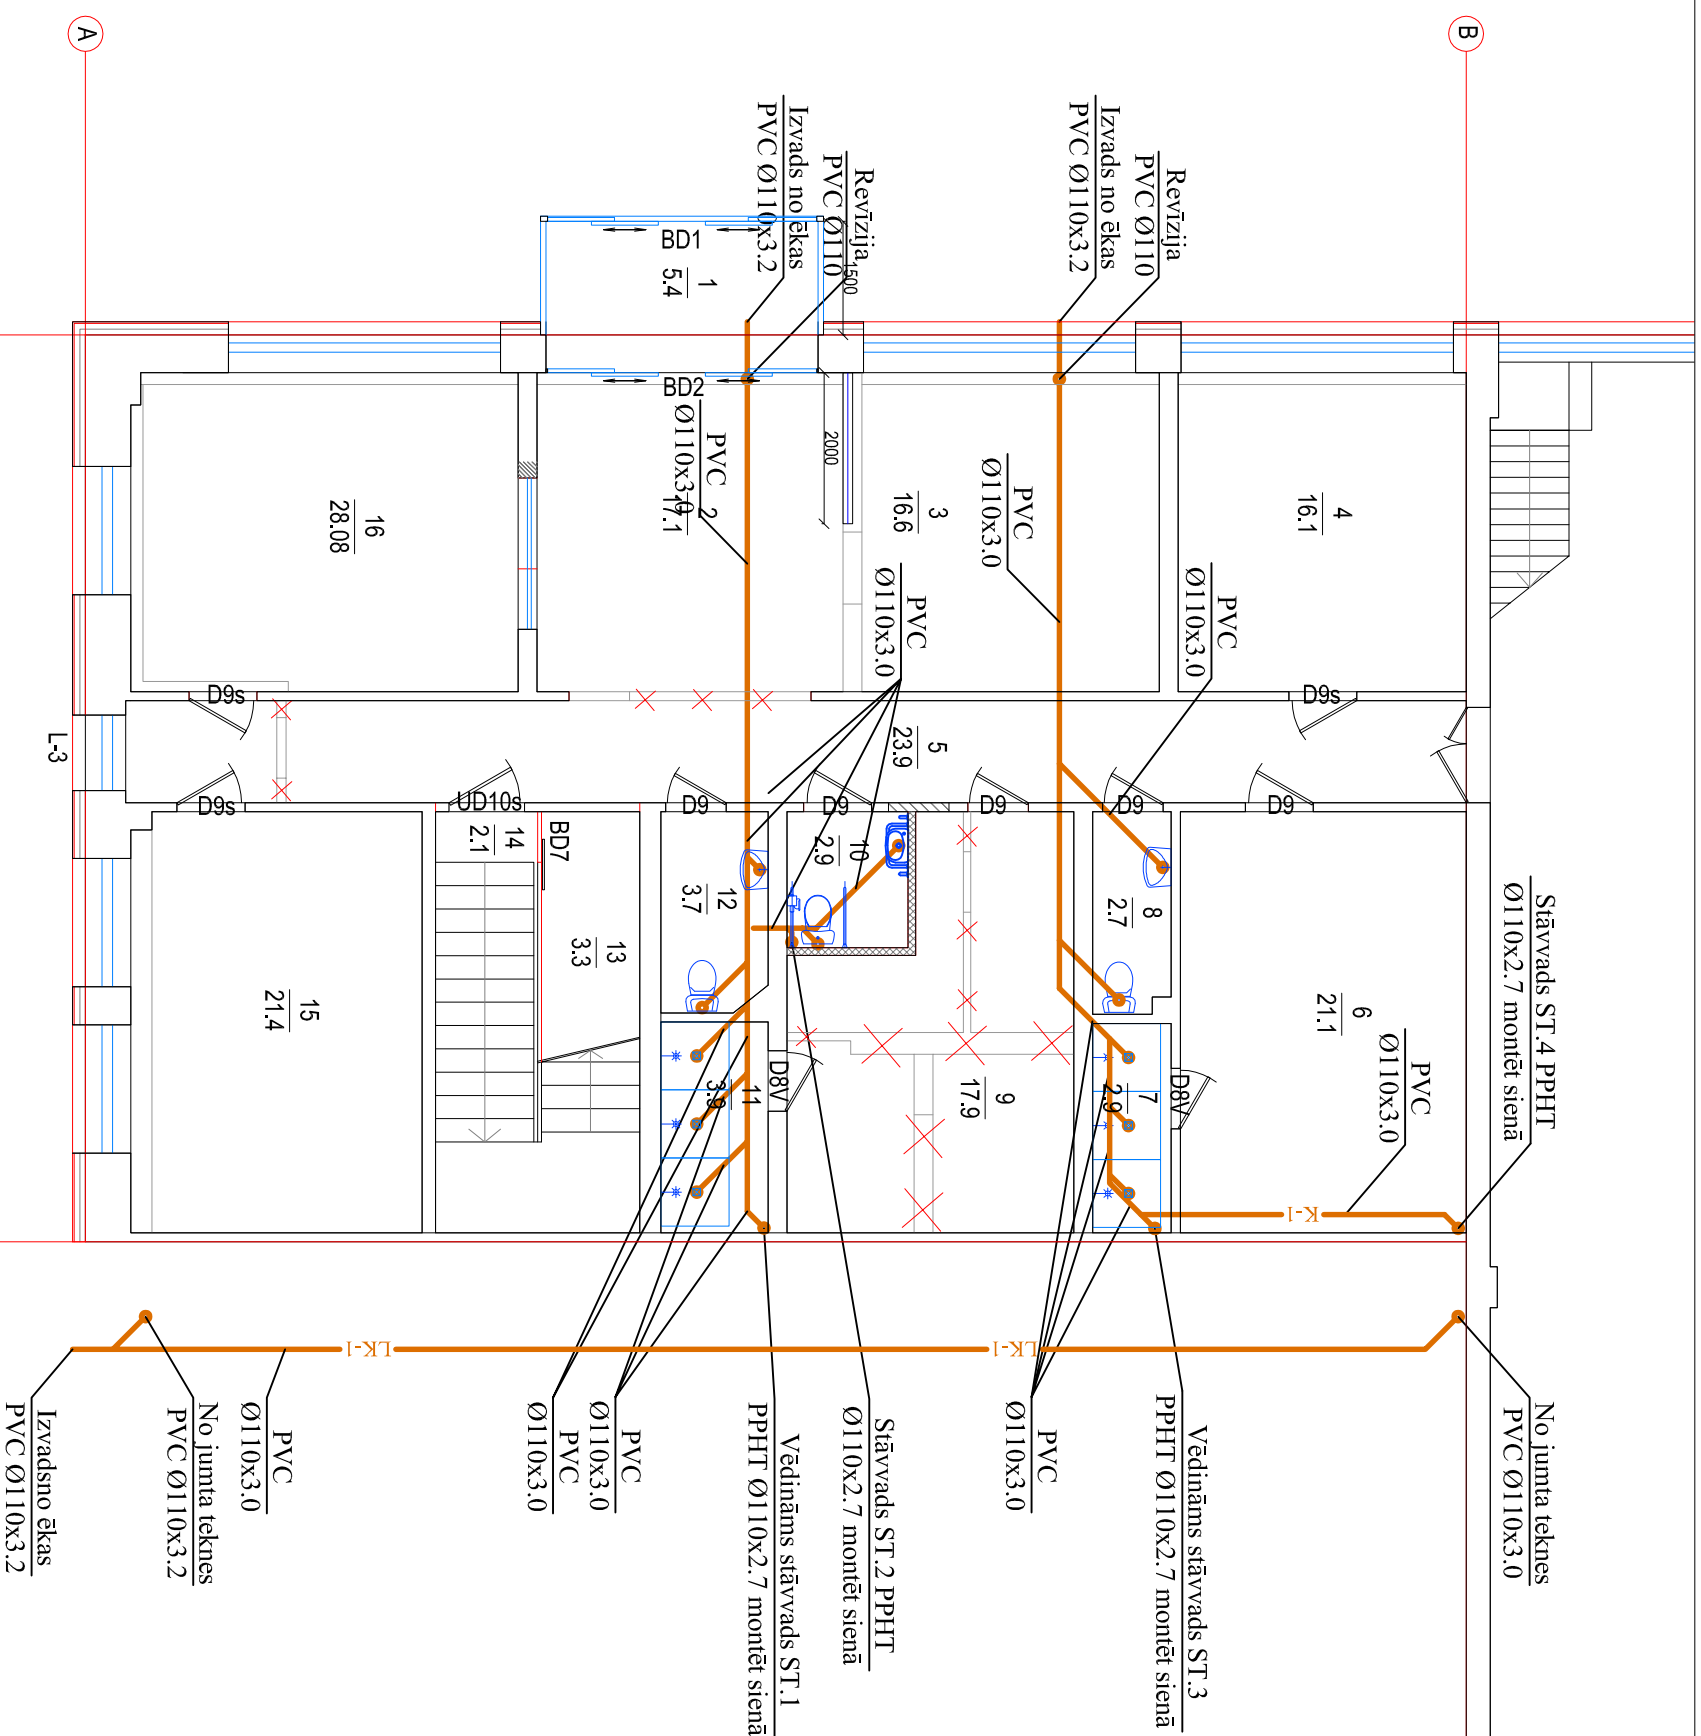 A
B
Izvads no ēkas
PVC Ø110x3.2
Revīzija
PVC Ø110
Izvads no ēkas
PVC Ø110x3.2
Revīzija
PVC Ø110
1500
BD1
1
5.4
BD2
2000
PVC
Ø110x3.0
2
17.1
PVC
Ø110x3.0
3
16.6
4
16.1
16
28.08
PVC
Ø110x3.0
PVC
Ø110x3.0
D9s
D9s
5
23.9
L-3
D9s
UD10s
D9
D9
D9
D9
D9
14
2.1
BD7
10
2.9
12
3.7
8
2.7
13
3.3
15
21.4
6
21.1
Stāvvads ST.4 PPHT
Ø110x2.7 montēt sienā
PVC
Ø110x3.0
11
3.9
D8V
9
17.9
7
2.9
D8V
K-1
LK-1
LK-1
Izvadsno ēkas
PVC Ø110x3.2
No jumta teknes
PVC Ø110x3.2
PVC
Ø110x3.0
PVC
Ø110x3.0
PVC
Ø110x3.0
Vēdināms stāvvads ST.1
PPHT Ø110x2.7 montēt sienā
Stāvvads ST.2 PPHT
Ø110x2.7 montēt sienā
PVC
Ø110x3.0
Vēdināms stāvvads ST.3
PPHT Ø110x2.7 montēt sienā
No jumta teknes
PVC Ø110x3.0